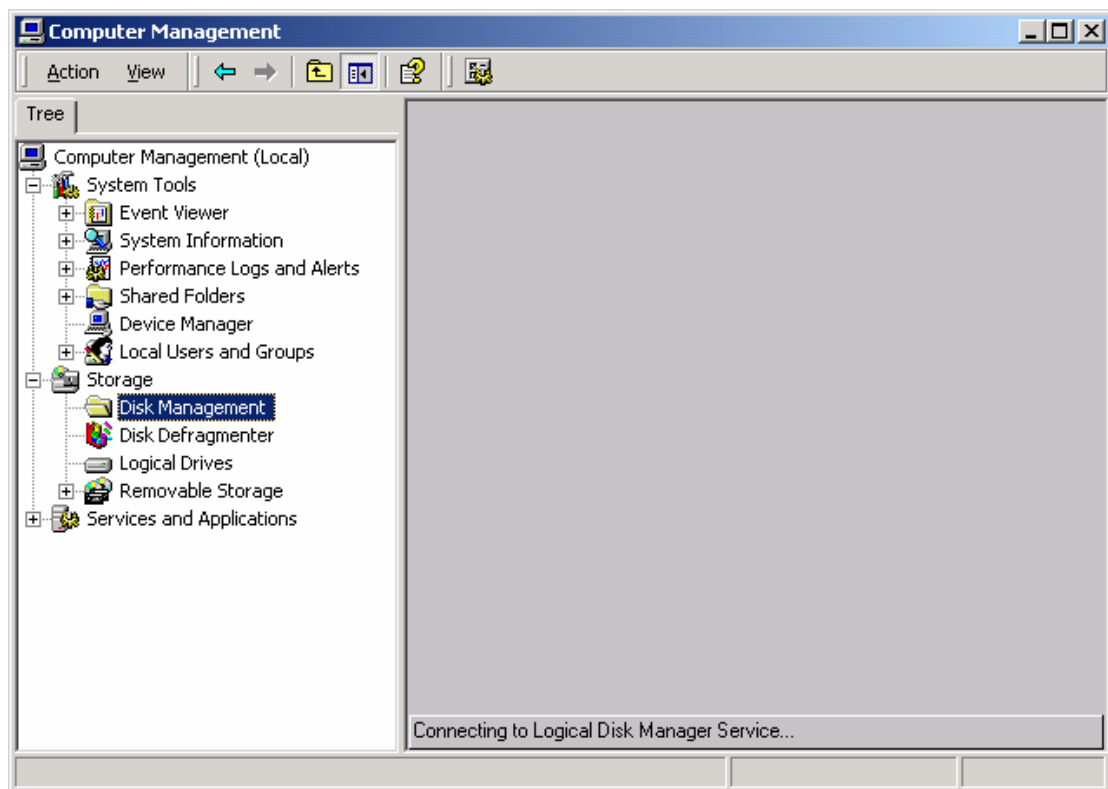 Computer Management
Action View
Tree
Computer Management (Local)
System Tools
Event Viewer
System Information
Performance Logs and Alerts
Shared Folders
Device Manager
Local Users and Groups
Storage
Disk Management
Disk Defragmenter
Logical Drives
Removable Storage
Services and Applications
Connecting to Logical Disk Manager Service...